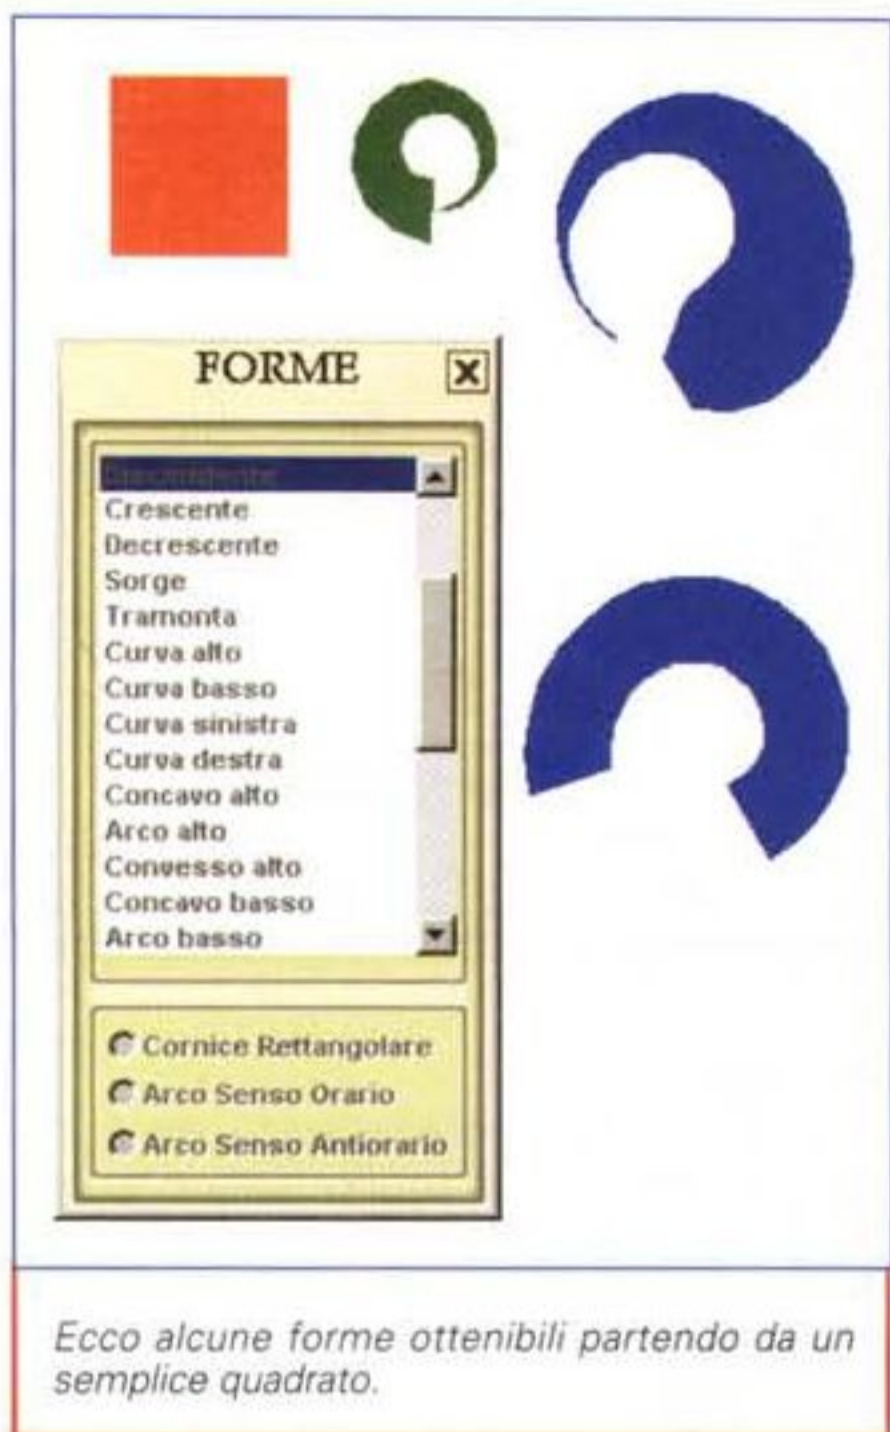 FORME
Crescente
Decrescente
Sorge
Tramonta
Curva alto
Curva basso
Curva sinistra
Curva destra
Concavo alto
Arco alto
Convesso alto
Concavo basso
Arco basso
Cornice Rettangolare
Arco Senso Orario
Arco Senso Antiorario
Ecco alcune forme ottenibili partendo da un
semplice quadrato.